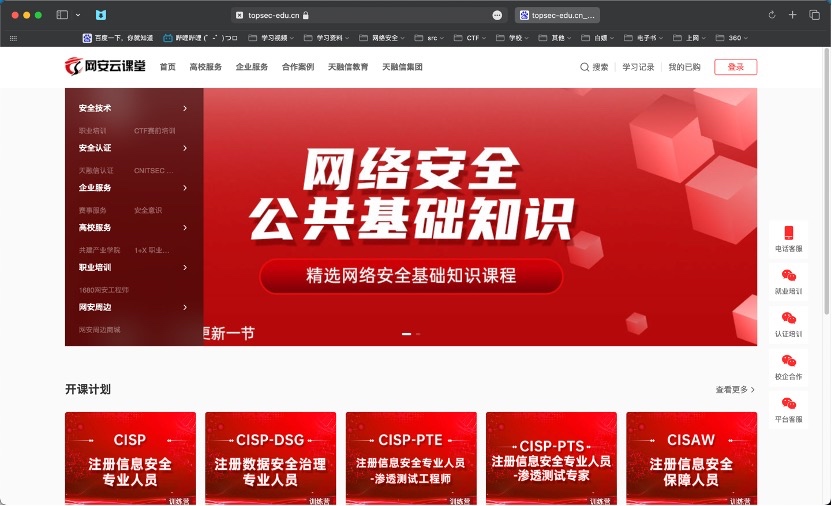 topsec-edu.cn
topsec-edu.cn_...
百度一下，你就知道
哔哩哔哩 (゜-゜)つロ
学习视频
学习资料
网络安全
src
CTF
学校
其他
白嫖
电子书
上网
360
网安云课堂
首页
高校服务
企业服务
合作案例
天融信教育
天融信集团
搜索
学习记录
我的已购
登录
安全技术
职业培训 CTF赛前培训
安全认证
天融信认证 CNITSEC ...
企业服务
赛事服务 安全意识
高校服务
共建产业学院 1+X 职业...
职业培训
1680网安工程师
网安周边
网安周边商城
网络安全
公共基础知识
精选网络安全基础知识课程
更新一节
电话客服
就业培训
认证培训
校企合作
平台客服
开课计划
查看更多
CISP
注册信息安全
专业人员
训练营
CISP-DSG
注册数据安全治理
专业人员
训练营
CISP-PTE
注册信息安全专业人员
-渗透测试工程师
训练营
CISP-PTS
注册信息安全专业人员
-渗透测试专家
训练营
CISAW
注册信息安全
保障人员
训练营